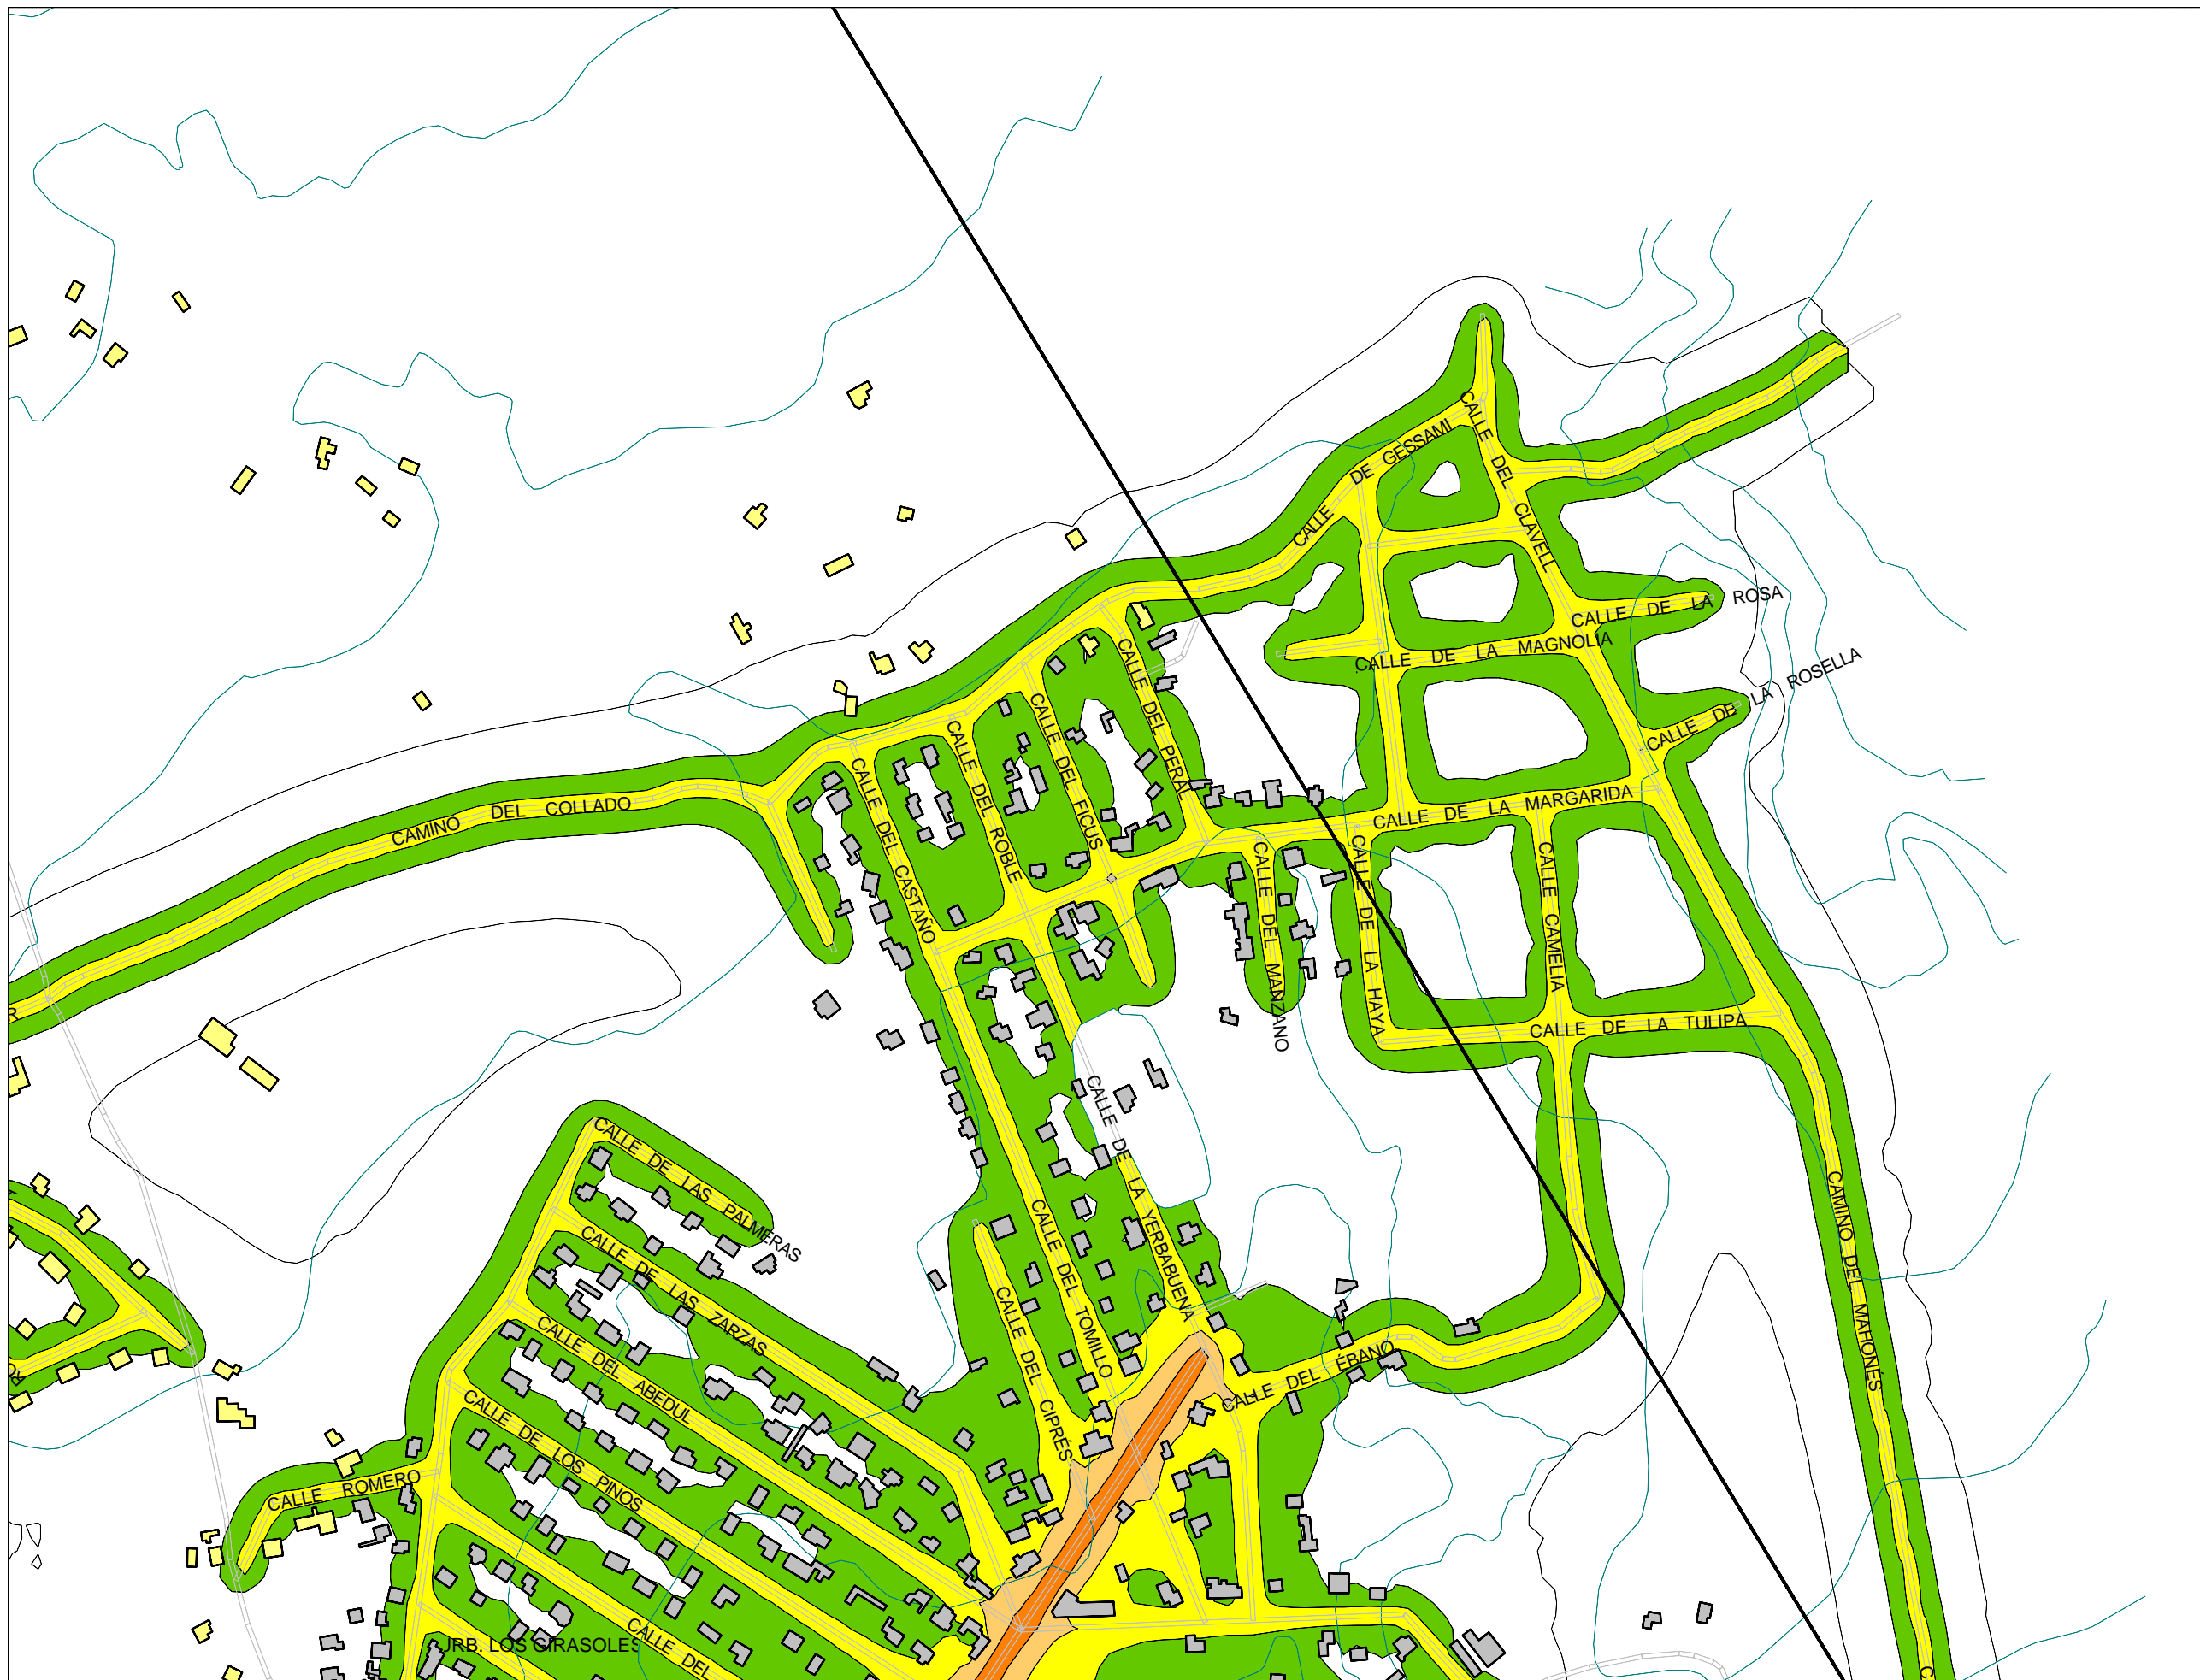 CALLE DE GESSAMI
CALLE DEL CLAVELL
CALLE DE LA ROSA
CALLE DE LA MAGNOLIA
CALLE DE LA ROSELLA
CALLE DEL PERAL
CALLE DEL FICUS
CALLE DEL ROBLE
CALLE DEL CASTAÑO
CAMINO DEL COLLADO
CALLE DE LA MARGARIDA
CALLE DEL MANZANO
CALLE DE LA HAYA
CALLE CAMELIA
CALLE DE LA TULIPA
CALLE DE LA YERBABUENA
CALLE DE LAS PALMERAS
CAMINO DEL MAHONÉS
CALLE DEL TOMILLO
CALLE DE LAS ZARZAS
CALLE DEL CIPRÉS
CALLE DEL ÉBANO
CALLE DEL ABEDUL
CALLE DE LOS PINOS
CALLE ROMERO
CALLE DEL
JRB. LOS GIRASOLES
C